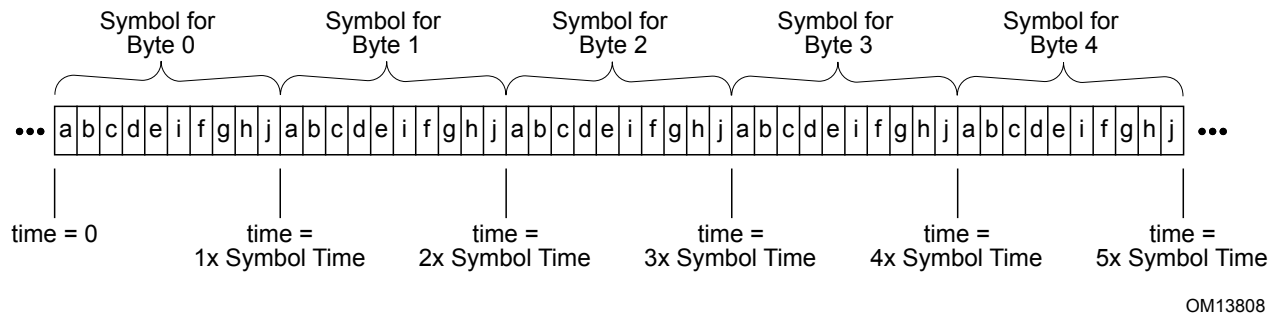 Symbol for Byte 0
Symbol for Byte 1
Symbol for Byte 2
Symbol for Byte 3
Symbol for Byte 4
••• a b c d e i f g h j a b c d e i f g h j a b c d e i f g h j a b c d e i f g h j a b c d e i f g h j •••
time = 0
time = 1x Symbol Time
time = 2x Symbol Time
time = 3x Symbol Time
time = 4x Symbol Time
time = 5x Symbol Time
OM13808